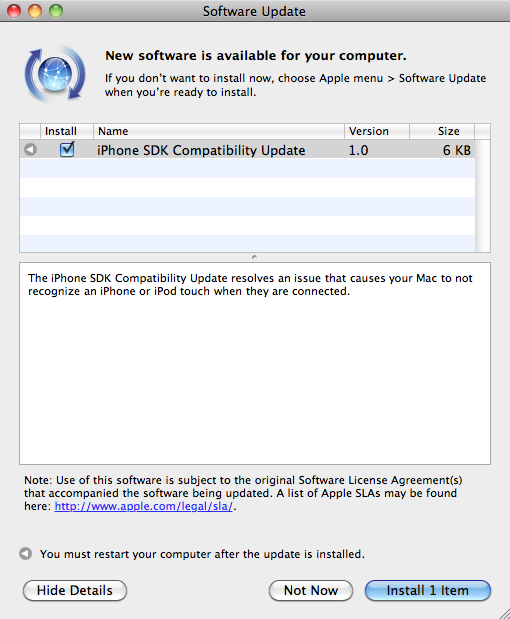 Software Update
New software is available for your computer.
If you don't want to install now, choose Apple menu > Software Update
when you're ready to install.
Install Name Version Size
iPhone SDK Compatibility Update 1.0 6 KB
The iPhone SDK Compatibility Update resolves an issue that causes your Mac to not
recognize an iPhone or iPod touch when they are connected.
Note: Use of this software is subject to the original Software License Agreement(s)
that accompanied the software being updated. A list of Apple SLAs may be found
here: http://www.apple.com/legal/sla/.
You must restart your computer after the update is installed.
Hide Details Not Now Install 1 Item